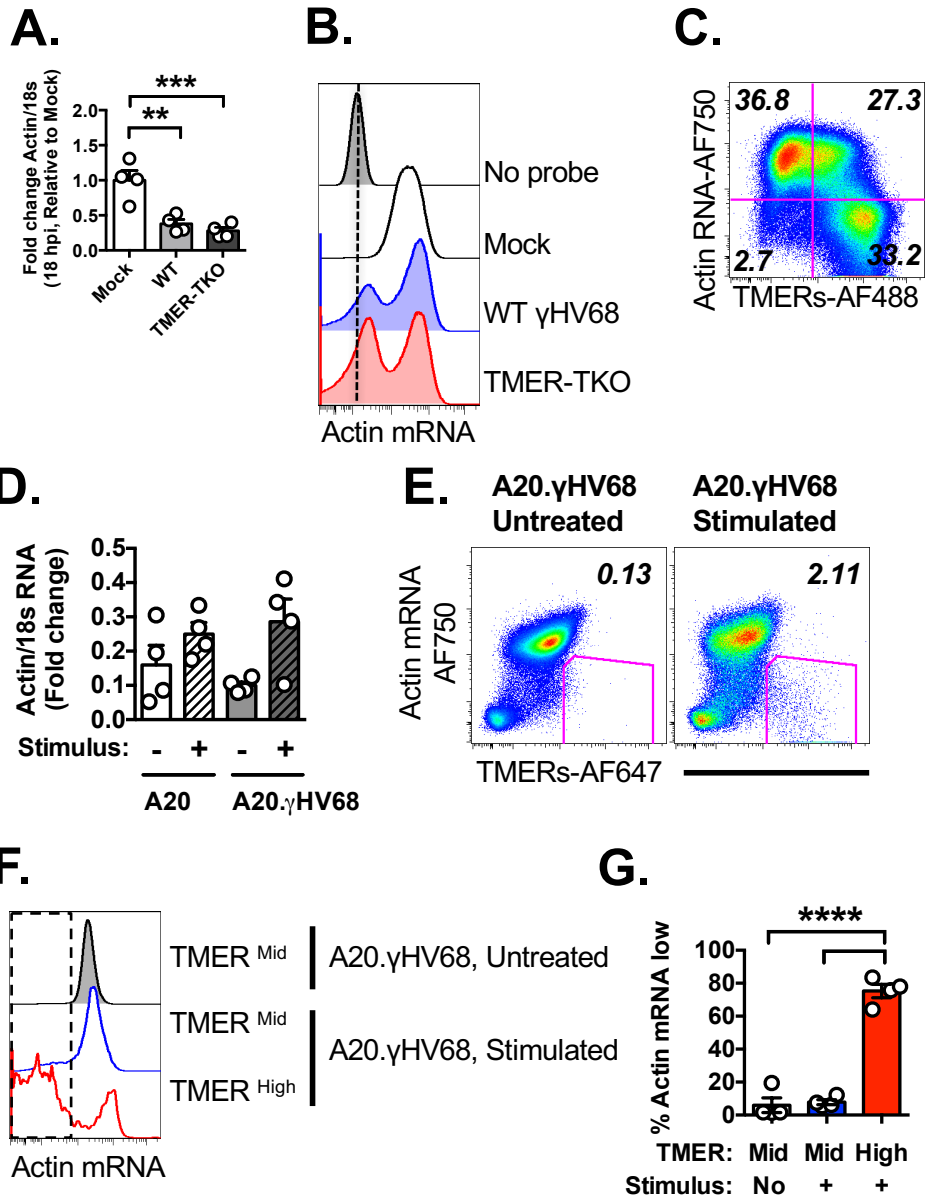 A.
Fold change Actin/18s
(18 hpi, Relative to Mock)
2.0
1.5
1.0
0.5
0.0
***
**
Mock
WT
TMER-TKO
B.
No probe
Mock
WT γHV68
TMER-TKO
Actin mRNA
C.
Actin RNA-AF750
36.8
27.3
2.7
33.2
TMERs-AF488
D.
Actin/18s RNA
(Fold change)
0.5
0.4
0.3
0.2
0.1
0.0
Stimulus: - + - +
A20 A20.γHV68
E.
A20.γHV68
Untreated
A20.γHV68
Stimulated
Actin mRNA
AF750
0.13
2.11
TMERs-AF647
F.
TMER Mid
A20.γHV68, Untreated
TMER Mid
A20.γHV68, Stimulated
TMER High
Actin mRNA
G.
% Actin mRNA low
100
80
60
40
20
0
****
TMER: Mid Mid High
Stimulus: No + +